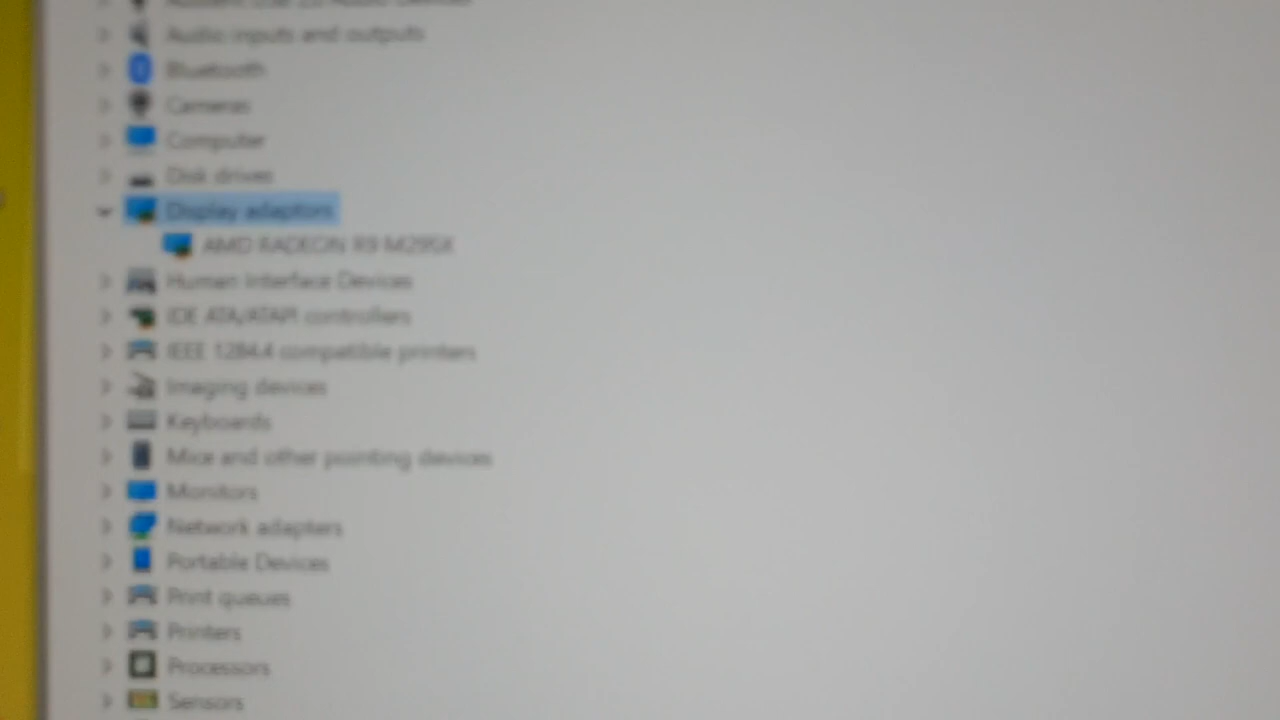 Audio inputs and outputs
Bluetooth
Cameras
Computer
Disk drives
Display adaptors
AMD RADEON R9 M295X
Human Interface Devices
IDE ATA/ATAPI controllers
IEEE 1284.4 compatible printers
Imaging devices
Keyboards
Mice and other pointing devices
Monitors
Network adapters
Portable Devices
Print queues
Printers
Processors
Sensors